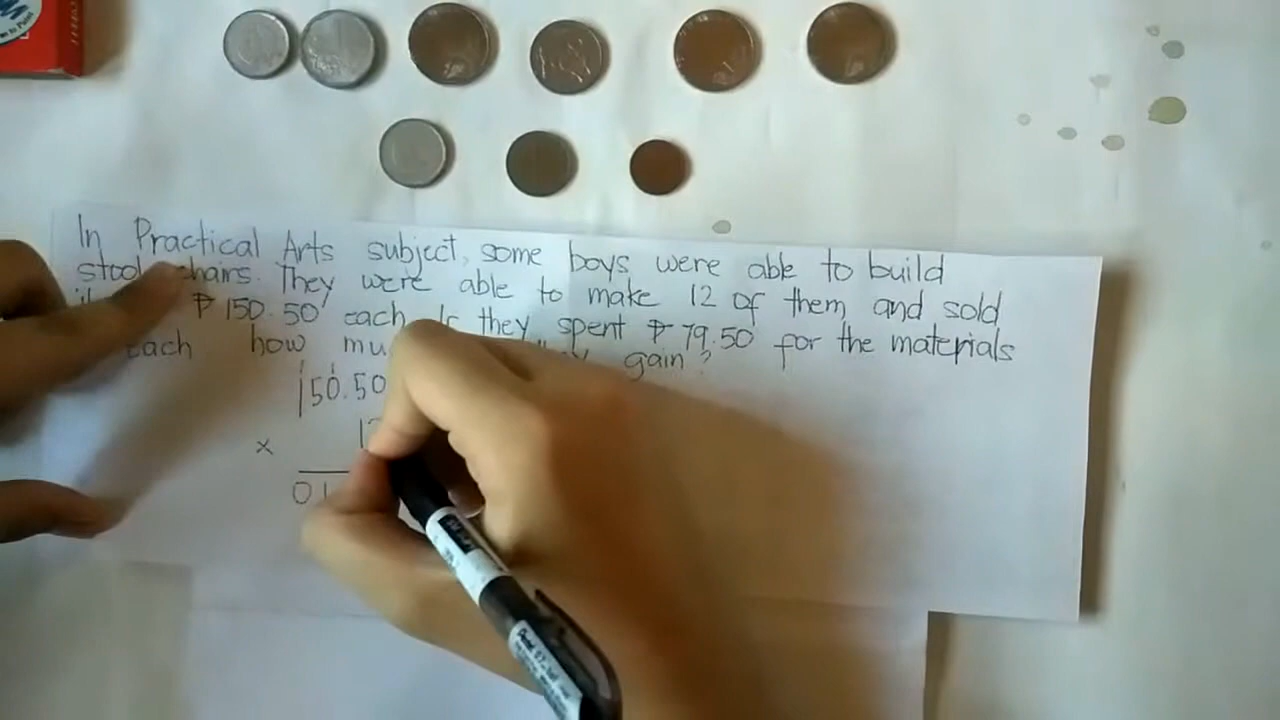 In Practical Arts subject, some boys were able to build
stool chairs. They were able to make 12 of them and sold
₱150.50 each. If they spent ₱79.50 for the materials
each how gain?
150.50
×
01